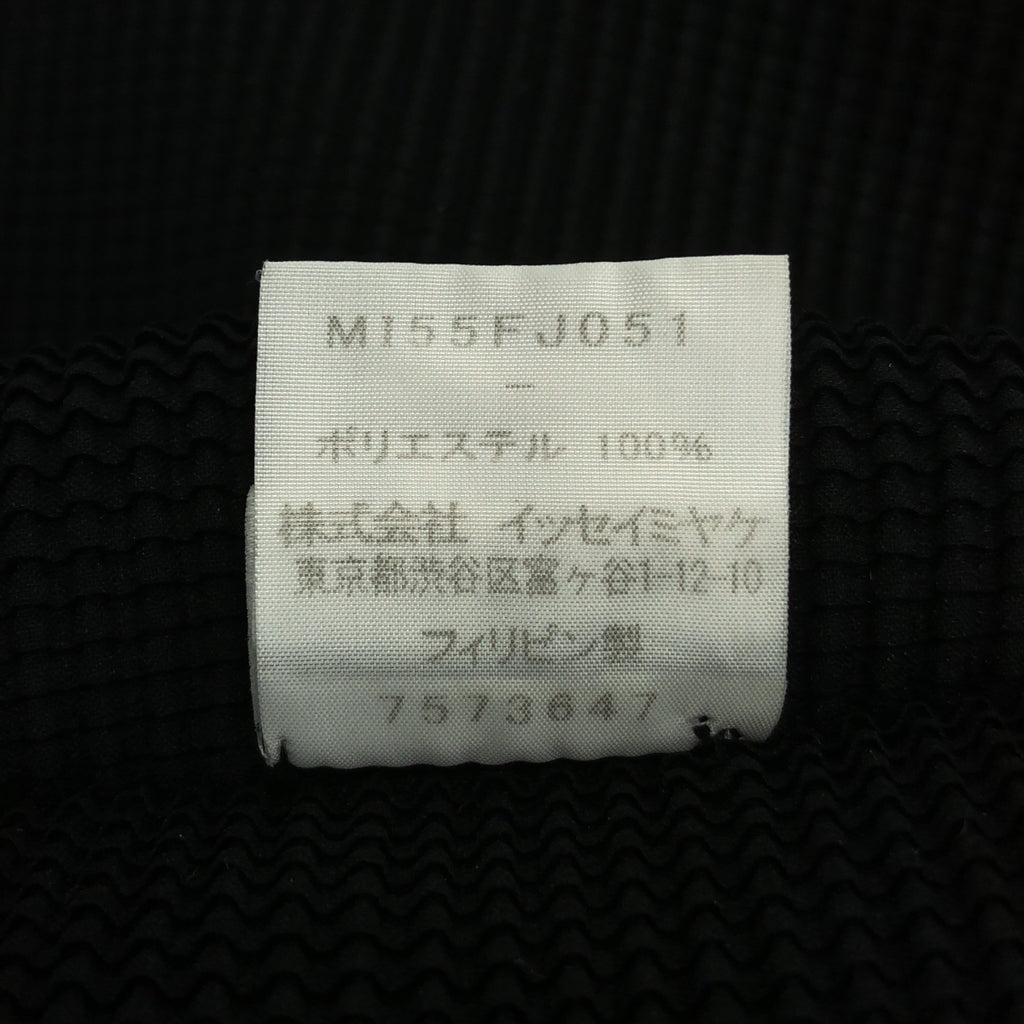 MI55FJ051
—
ポリエステル 100%
株式会社 イッセイミヤケ
東京都渋谷区富ヶ谷1-12-10
フィリピン製
7573647